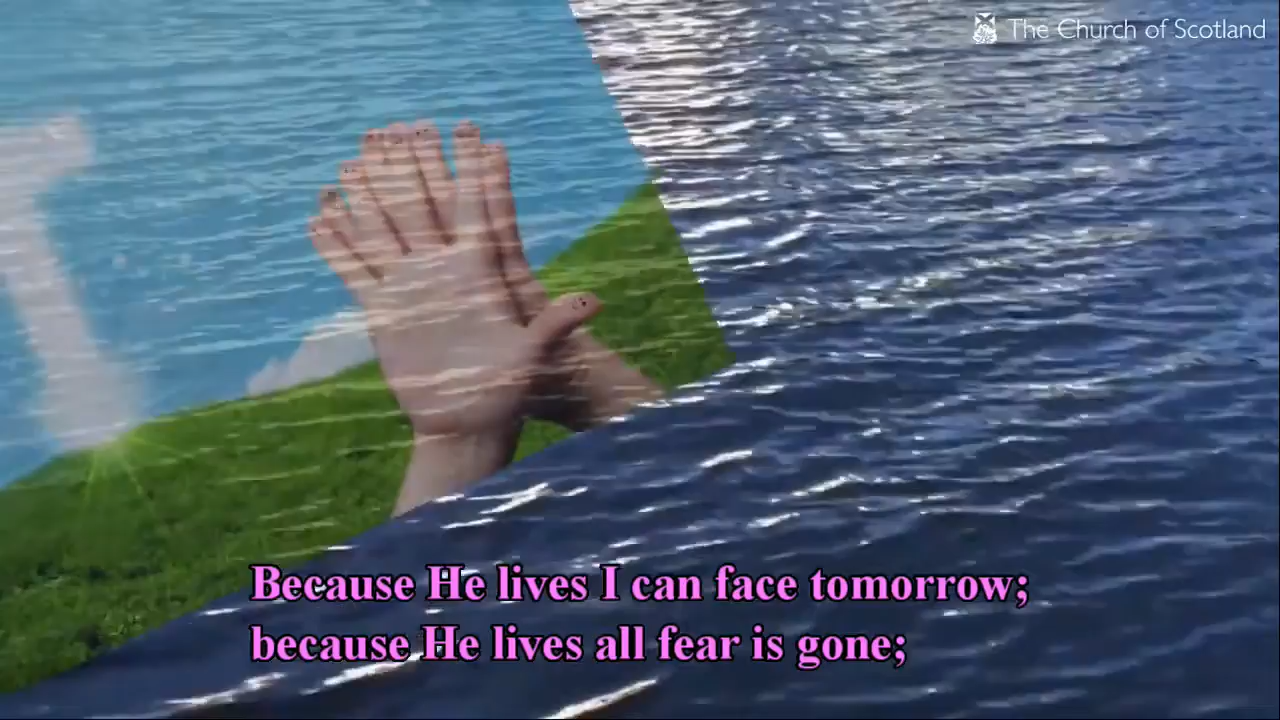 The Church of Scotland
I
Because He lives I can face tomorrow;
because He lives all fear is gone;